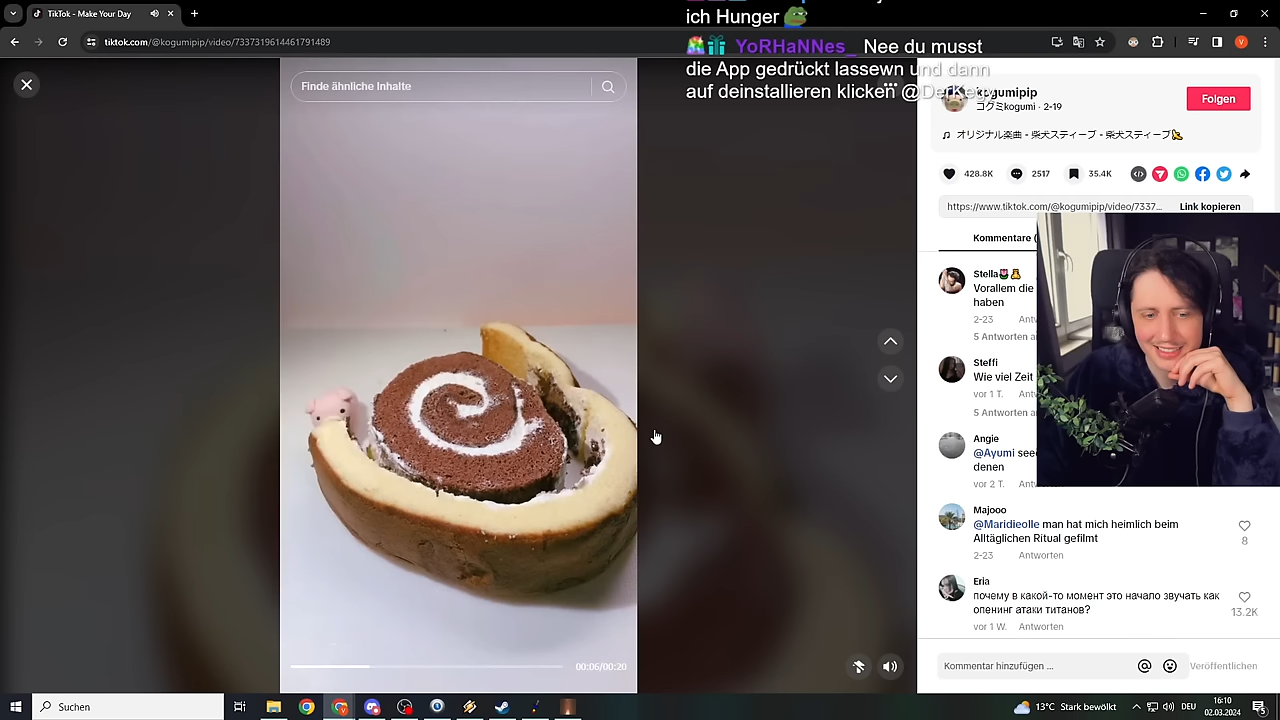 TikTok - Make Your Day
tiktok.com/@kogumipip/video/7337319614461791489
ich Hunger
YoRHaNNes_ Nee du musst
die App gedrückt lassewn und dann
auf deinstallieren klicken
Finde ähnliche Inhalte
kogumipip
コグミkogumi · 2-19
Folgen
オリジナル楽曲 - 柴犬スティーブ - 柴犬スティーブ
428.8K
2517
35.4K
https://www.tiktok.com/@kogumipip/video/7337...
Link kopieren
Kommentare (
Stella
Vorallem die
haben
2-23
5 Antworten
Steffi
Wie viel Zeit
vor 1 T.
5 Antworten
Angie
@Ayumi
denen
vor 2 T.
Majooo
@Maridieolle man hat mich heimlich beim
Alltäglichen Ritual gefilmt
8
2-23 Antworten
Eria
почему в какой-то момент это начало звучать как
опенинг атаки титанов?
13.2K
vor 1 W. Antworten
00:06/00:20
Kommentar hinzufügen ...
Veröffentlichen
Suchen
13°C Stark bewölkt
DEU
16:10
02.03.2024